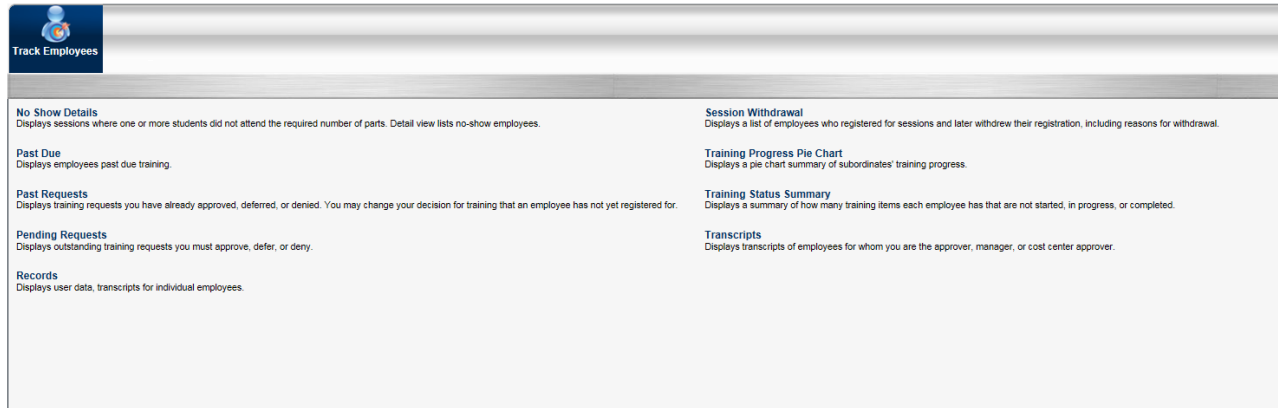 Track Employees
No Show Details
Displays sessions where one or more students did not attend the required number of parts. Detail view lists no-show employees.
Past Due
Displays employees past due training.
Past Requests
Displays training requests you have already approved, deferred, or denied. You may change your decision for training that an employee has not yet registered for.
Pending Requests
Displays outstanding training requests you must approve, defer, or deny.
Records
Displays user data, transcripts for individual employees.
Session Withdrawal
Displays a list of employees who registered for sessions and later withdrew their registration, including reasons for withdrawal.
Training Progress Pie Chart
Displays a pie chart summary of subordinates' training progress.
Training Status Summary
Displays a summary of how many training items each employee has that are not started, in progress, or completed.
Transcripts
Displays transcripts of employees for whom you are the approver, manager, or cost center approver.